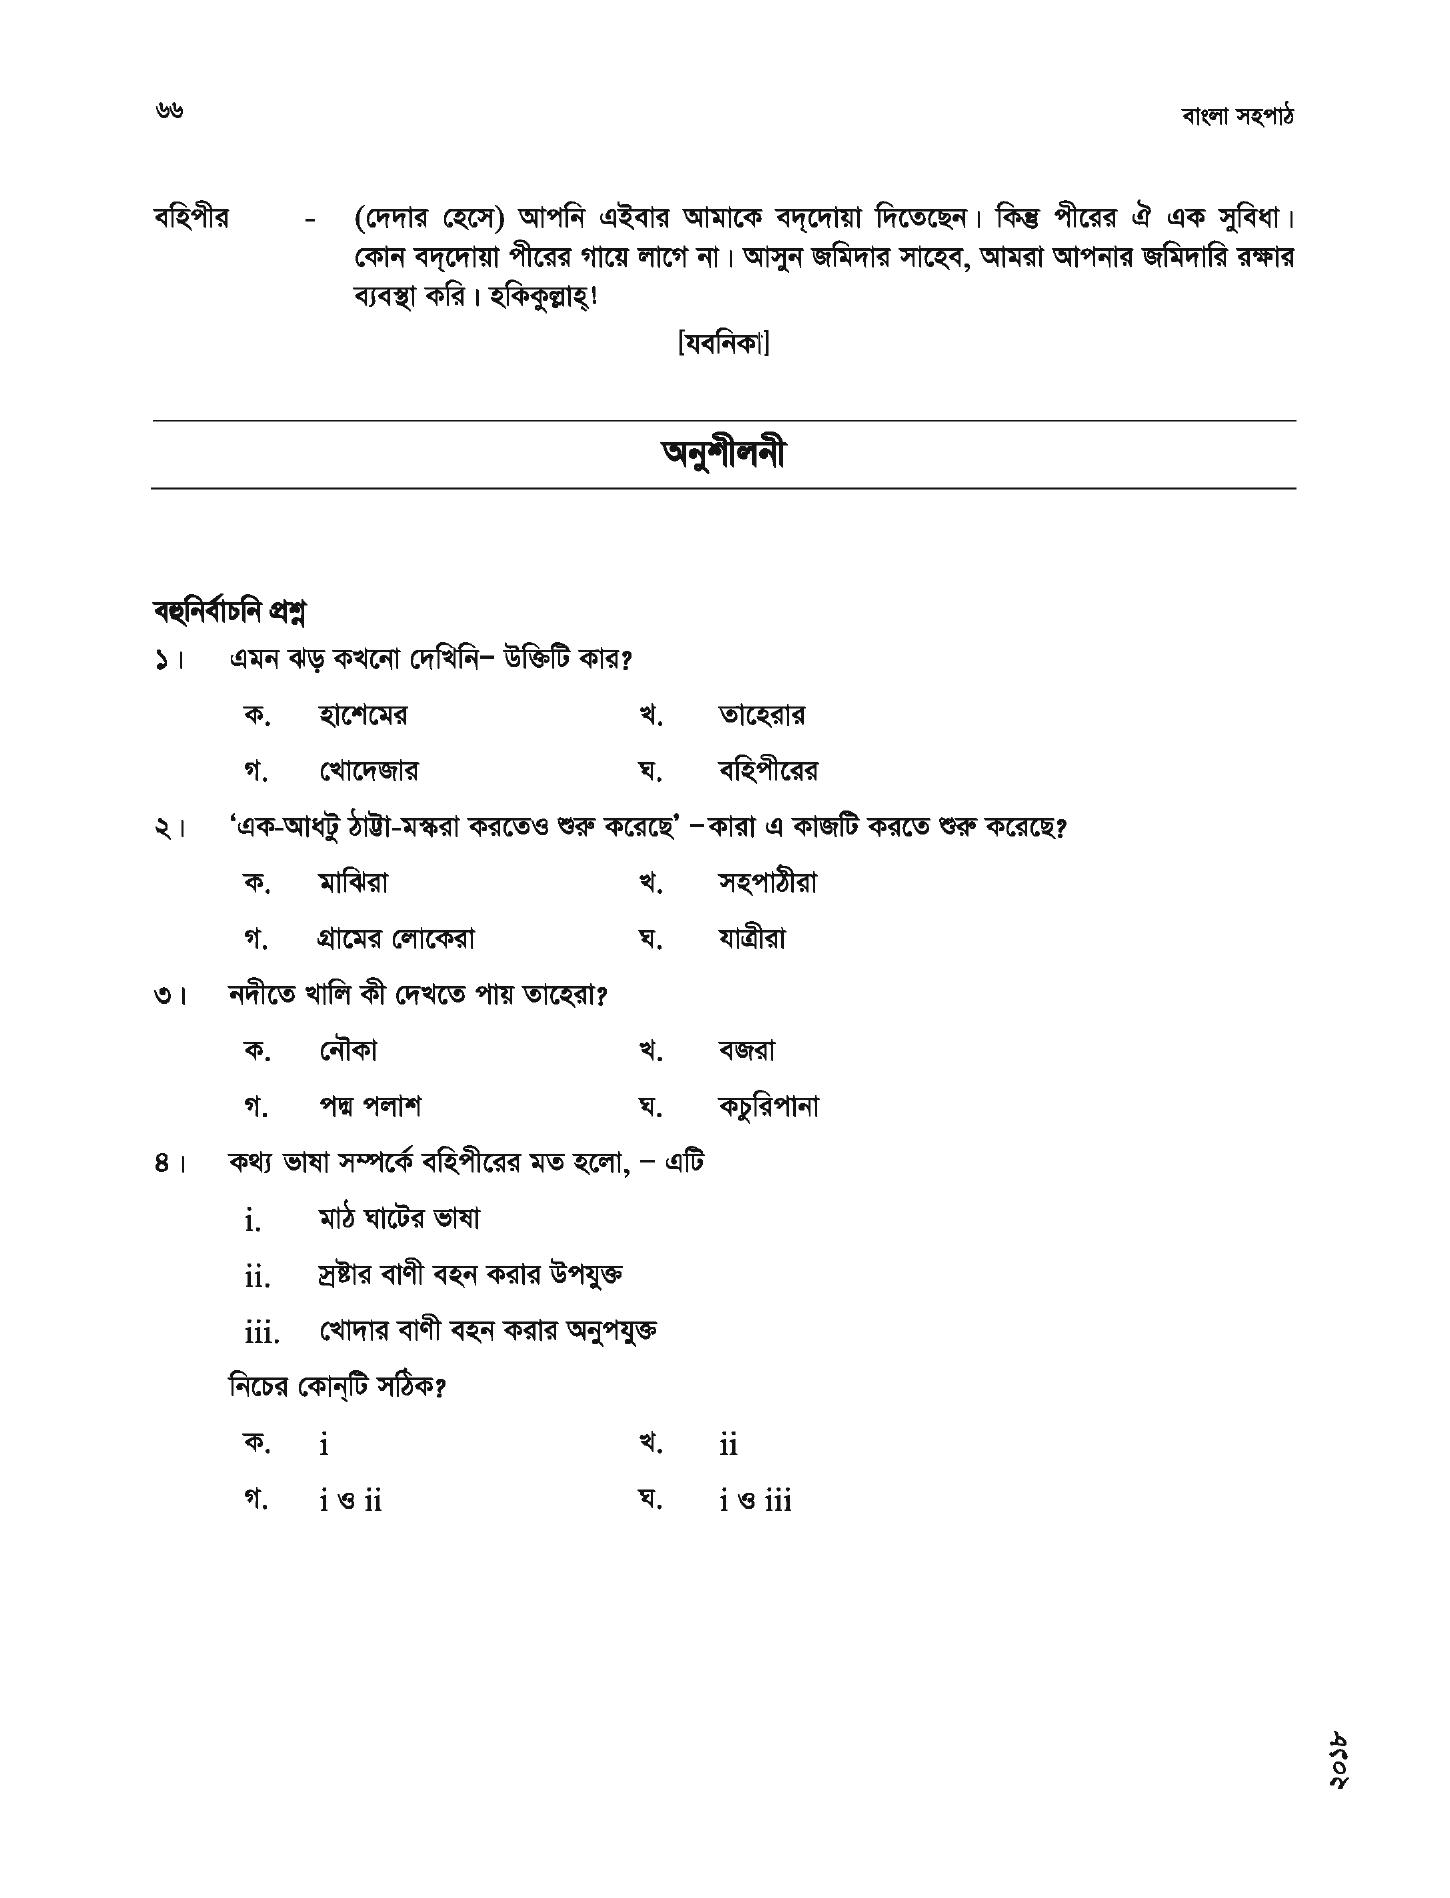 ৬৬
বাংলা সহপাঠ
বহিপীর - (দেদার হেসে) আপনি এইবার আমাকে বদ্‌দোয়া দিতেছেন। কিন্তু পীরের ঐ এক সুবিধা।
কোন বদ্‌দোয়া পীরের গায়ে লাগে না। আসুন জমিদার সাহেব, আমরা আপনার জমিদারি রক্ষার
ব্যবস্থা করি। হকিকুল্লাহ্!
[যবনিকা]
অনুশীলনী
বহুনির্বাচনি প্রশ্ন
১। এমন ঝড় কখনো দেখিনি– উক্তিটি কার?
ক. হাশেমের খ. তাহেরার
গ. খোদেজার ঘ. বহিপীরের
২। ‘এক-আধটু ঠাট্টা-মস্করা করতেও শুরু করেছে’ –কারা এ কাজটি করতে শুরু করেছে?
ক. মাঝিরা খ. সহপাঠীরা
গ. গ্রামের লোকেরা ঘ. যাত্রীরা
৩। নদীতে খালি কী দেখতে পায় তাহেরা?
ক. নৌকা খ. বজরা
গ. পদ্ম পলাশ ঘ. কচুরিপানা
৪। কথ্য ভাষা সম্পর্কে বহিপীরের মত হলো, – এটি
i. মাঠ ঘাটের ভাষা
ii. স্রষ্টার বাণী বহন করার উপযুক্ত
iii. খোদার বাণী বহন করার অনুপযুক্ত
নিচের কোন্‌টি সঠিক?
ক. i খ. ii
গ. i ও ii ঘ. i ও iii
২০১৮